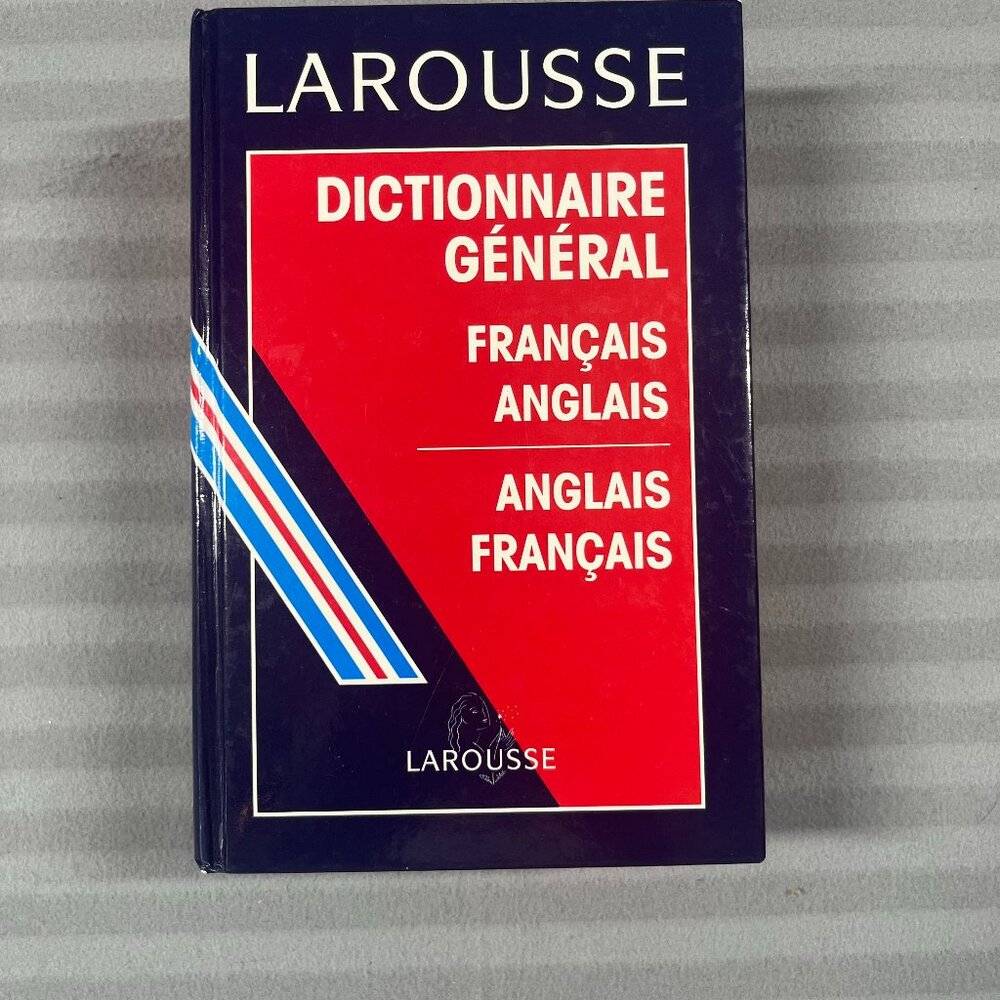 LAROUSSE
DICTIONNAIRE
GÉNÉRAL
FRANÇAIS
ANGLAIS
ANGLAIS
FRANÇAIS
LAROUSSE